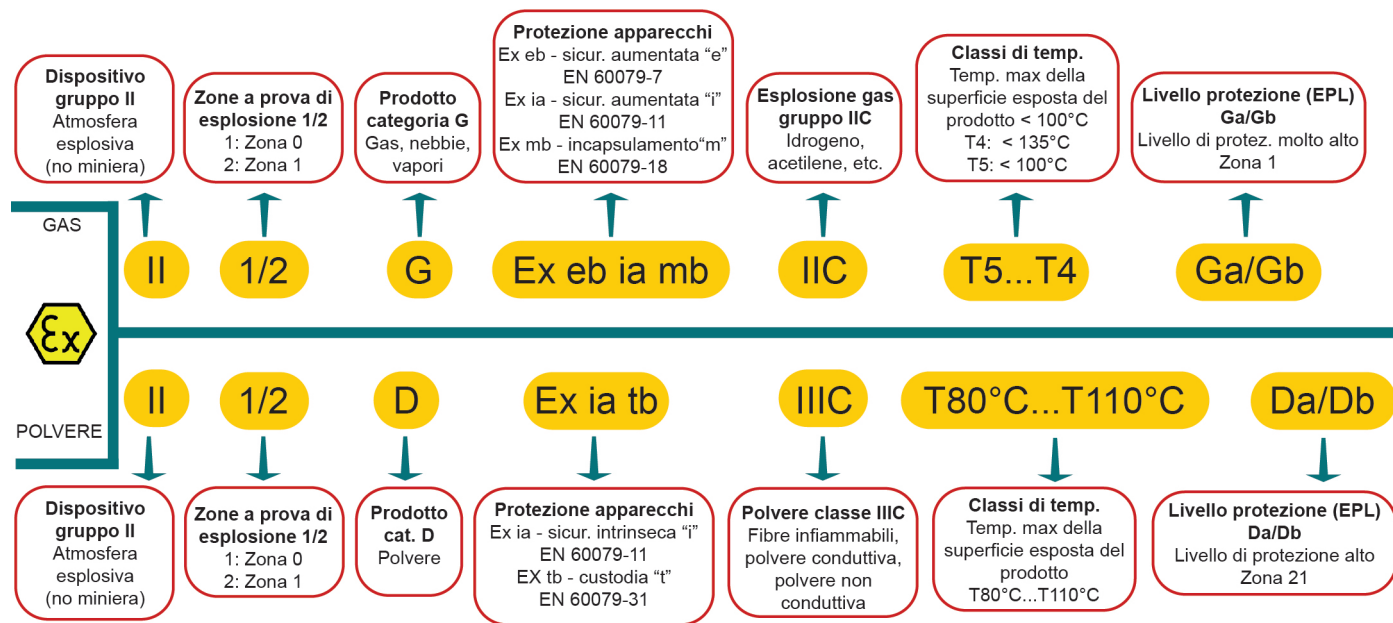 Dispositivo
gruppo II
Atmosfera
esplosiva
(no miniera)
Zone a prova di
esplosione 1/2
1: Zona 0
2: Zona 1
Prodotto
categoria G
Gas, nebbie,
vapori
Protezione apparecchi
Ex eb - sicur. aumentata “e”
EN 60079-7
Ex ia - sicur. aumentata “i”
EN 60079-11
Ex mb - incapsulamento“m”
EN 60079-18
Esplosione gas
gruppo IIC
Idrogeno,
acetilene, etc.
Classi di temp.
Temp. max della
superficie esposta del
prodotto < 100°C
T4: < 135°C
T5: < 100°C
Livello protezione (EPL)
Ga/Gb
Livello di protez. molto alto
Zona 1
GAS
II
1/2
G
Ex eb ia mb
IIC
T5...T4
Ga/Gb
Ex
POLVERE
II
1/2
D
Ex ia tb
IIIC
T80°C...T110°C
Da/Db
Dispositivo
gruppo II
Atmosfera
esplosiva
(no miniera)
Zone a prova di
esplosione 1/2
1: Zona 0
2: Zona 1
Prodotto
cat. D
Polvere
Protezione apparecchi
Ex ia - sicur. intrinseca “i”
EN 60079-11
EX tb - custodia “t”
EN 60079-31
Polvere classe IIIC
Fibre infiammabili,
polvere conduttiva,
polvere non
conduttiva
Classi di temp.
Temp. max della
superficie esposta del
prodotto
T80°C...T110°C
Livello protezione (EPL)
Da/Db
Livello di protezione alto
Zona 21